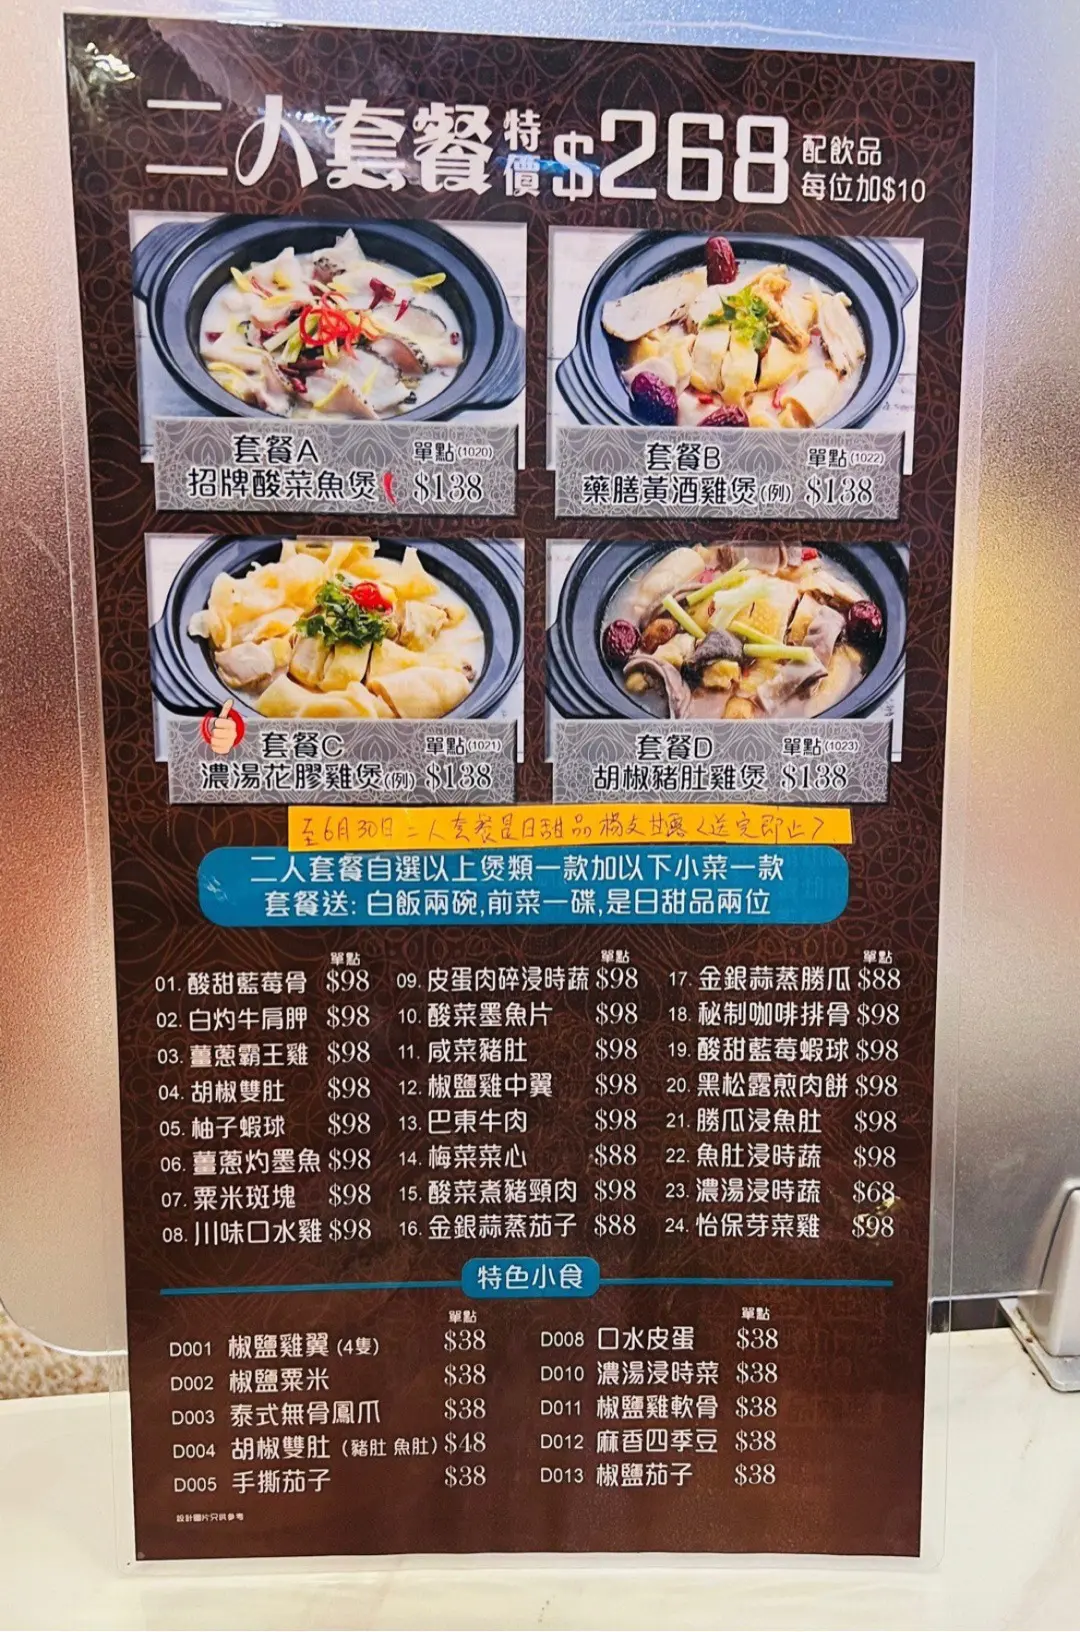 二人套餐 特價 $268 配飲品
每位加$10
套餐A 單點(1020)
招牌酸菜魚煲 $138
套餐B 單點(1022)
藥膳黃酒雞煲(例) $138
套餐C 單點(1021)
濃湯花膠雞煲(例) $138
套餐D 單點(1023)
胡椒豬肚雞煲 $138
至6月30日二人套餐是日甜品楊支甘露(送完即止)
二人套餐自選以上煲類一款加以下小菜一款
套餐送: 白飯兩碗,前菜一碟,是日甜品兩位
單點
01. 酸甜藍莓骨 $98
02. 白灼牛肩胛 $98
03. 薑蔥霸王雞 $98
04. 胡椒雙肚 $98
05. 柚子蝦球 $98
06. 薑蔥灼墨魚 $98
07. 粟米斑塊 $98
08. 川味口水雞 $98
單點
09. 皮蛋肉碎浸時蔬 $98
10. 酸菜墨魚片 $98
11. 咸菜豬肚 $98
12. 椒鹽雞中翼 $98
13. 巴東牛肉 $98
14. 梅菜菜心 $88
15. 酸菜煮豬頸肉 $98
16. 金銀蒜蒸茄子 $88
單點
17. 金銀蒜蒸勝瓜 $88
18. 秘制咖啡排骨 $98
19. 酸甜藍莓蝦球 $98
20. 黑松露煎肉餅 $98
21. 勝瓜浸魚肚 $98
22. 魚肚浸時蔬 $98
23. 濃湯浸時蔬 $68
24. 怡保芽菜雞 $98
特色小食
單點
D001 椒鹽雞翼 (4隻) $38
D002 椒鹽粟米 $38
D003 泰式無骨鳳爪 $38
D004 胡椒雙肚 (豬肚 魚肚) $48
D005 手撕茄子 $38
單點
D008 口水皮蛋 $38
D010 濃湯浸時菜 $38
D011 椒鹽雞軟骨 $38
D012 麻香四季豆 $38
D013 椒鹽茄子 $38
設計圖片只供參考